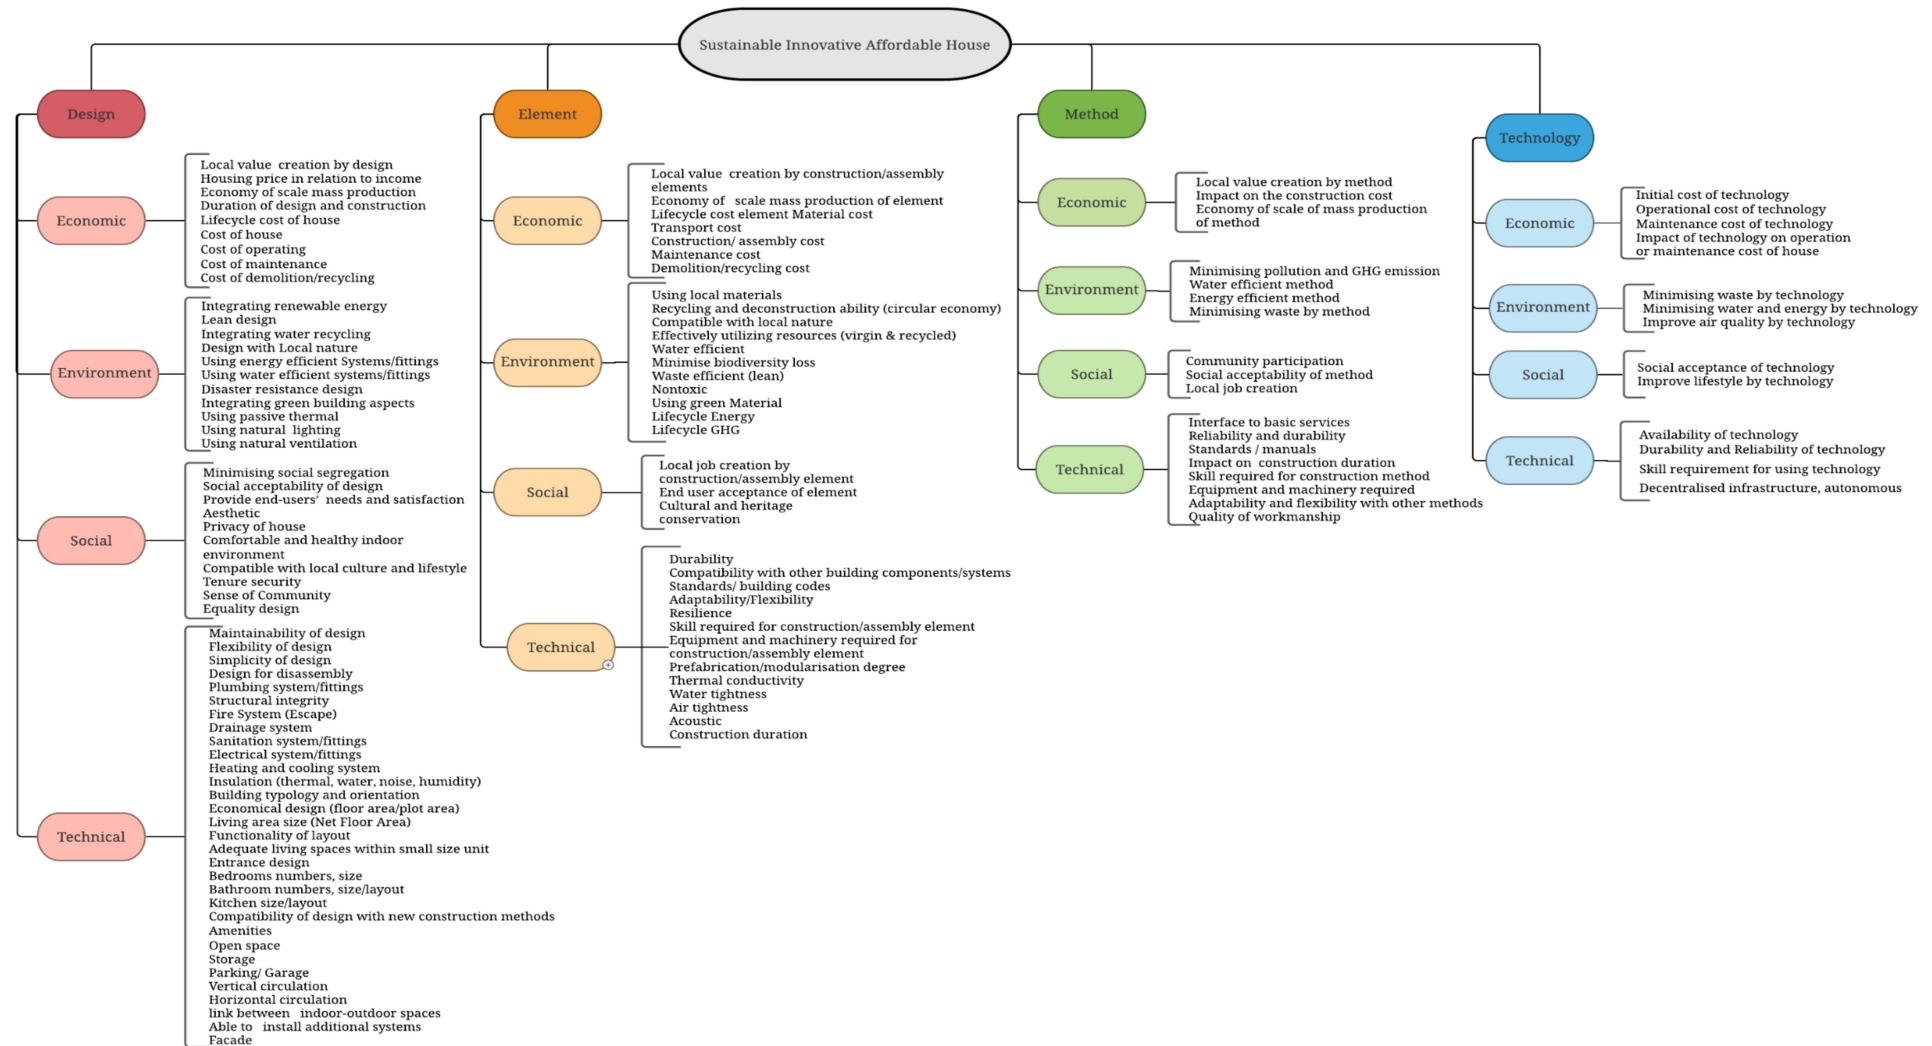 Sustainable Innovative Affordable House
Design
Economic
Local value creation by design
Housing price in relation to income
Economy of scale mass production
Duration of design and construction
Lifecycle cost of house
Cost of house
Cost of operating
Cost of maintenance
Cost of demolition/recycling
Environment
Integrating renewable energy
Lean design
Integrating water recycling
Design with Local nature
Using energy efficient Systems/fittings
Using water efficient systems/fittings
Disaster resistance design
Integrating green building aspects
Using passive thermal
Using natural lighting
Using natural ventilation
Social
Minimising social segregation
Social acceptability of design
Provide end-users’ needs and satisfaction
Aesthetic
Privacy of house
Comfortable and healthy indoor
environment
Compatible with local culture and lifestyle
Tenure security
Sense of Community
Equality design
Technical
Maintainability of design
Flexibility of design
Simplicity of design
Design for disassembly
Plumbing system/fittings
Structural integrity
Fire System (Escape)
Drainage system
Sanitation system/fittings
Electrical system/fittings
Heating and cooling system
Insulation (thermal, water, noise, humidity)
Building typology and orientation
Economical design (floor area/plot area)
Living area size (Net Floor Area)
Functionality of layout
Adequate living spaces within small size unit
Entrance design
Bedrooms numbers, size
Bathroom numbers, size/layout
Kitchen size/layout
Compatibility of design with new construction methods
Amenities
Open space
Storage
Parking/ Garage
Vertical circulation
Horizontal circulation
link between indoor-outdoor spaces
Able to install additional systems
Facade
Element
Economic
Local value creation by construction/assembly
elements
Economy of scale mass production of element
Lifecycle cost element Material cost
Transport cost
Construction/ assembly cost
Maintenance cost
Demolition/recycling cost
Environment
Using local materials
Recycling and deconstruction ability (circular economy)
Compatible with local nature
Effectively utilizing resources (virgin & recycled)
Water efficient
Minimise biodiversity loss
Waste efficient (lean)
Nontoxic
Using green Material
Lifecycle Energy
Lifecycle GHG
Social
Local job creation by
construction/assembly element
End user acceptance of element
Cultural and heritage
conservation
Technical
Durability
Compatibility with other building components/systems
Standards/ building codes
Adaptability/Flexibility
Resilience
Skill required for construction/assembly element
Equipment and machinery required for
construction/assembly element
Prefabrication/modularisation degree
Thermal conductivity
Water tightness
Air tightness
Acoustic
Construction duration
Method
Economic
Local value creation by method
Impact on the construction cost
Economy of scale of mass production
of method
Environment
Minimising pollution and GHG emission
Water efficient method
Energy efficient method
Minimising waste by method
Social
Community participation
Social acceptability of method
Local job creation
Technical
Interface to basic services
Reliability and durability
Standards / manuals
Impact on construction duration
Skill required for construction method
Equipment and machinery required
Adaptability and flexibility with other methods
Quality of workmanship
Technology
Economic
Initial cost of technology
Operational cost of technology
Maintenance cost of technology
Impact of technology on operation
or maintenance cost of house
Environment
Minimising waste by technology
Minimising water and energy by technology
Improve air quality by technology
Social
Social acceptance of technology
Improve lifestyle by technology
Technical
Availability of technology
Durability and Reliability of technology
Skill requirement for using technology
Decentralised infrastructure, autonomous